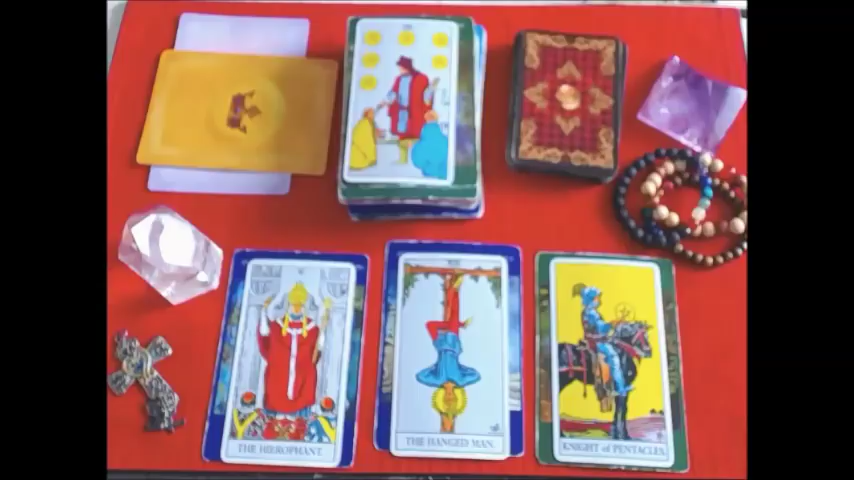 THE HIEROPHANT.
THE HANGED MAN.
KNIGHT of PENTACLES.